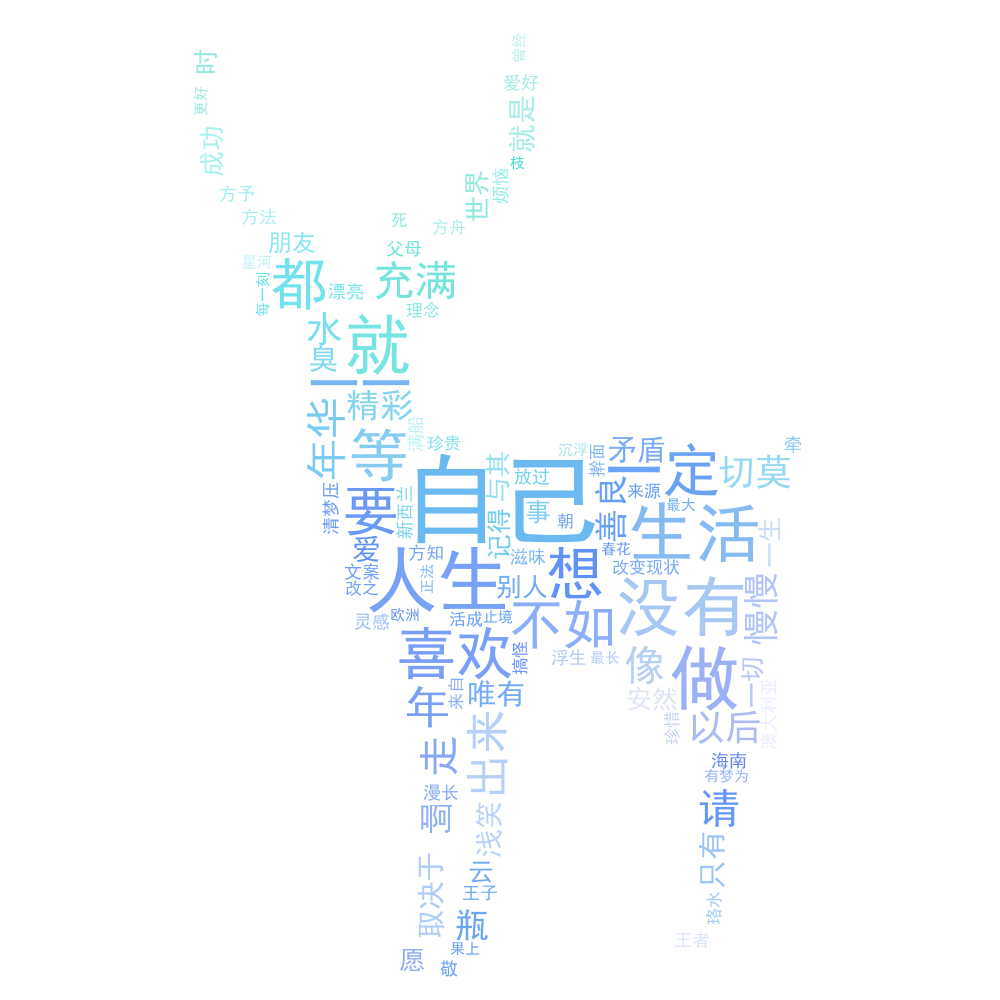 曾经
时
爱好
更好
就是
成功
枝
世界
烦恼
方予
方法
死
方舟
朋友
父母
星河
都
充满
每一刻
漂亮
理念
水
就
臭
一一
精彩
年华
满船
珍贵
等
沉浮
擀面
矛盾
牵
自己
与其
放过
一定
切莫
良善
来源
清梦压
要
新西兰
事
最大
记得
朝
生活
一生
爱
方知
滋味
春花
想
改变现状
文案
改之
人生
正法
别人
没有
慢慢
灵感
欧洲
活成
止境
不如
喜欢
搞怪
浮生
最长
像
做
一切
年
来自
唯有
安然
澳大利亚
珍惜
以后
走
出来
海南
有梦为
漫长
啊
浅笑
请
只有
取决于
云
王子
珞水
瓶
王者
愿
果上
敬